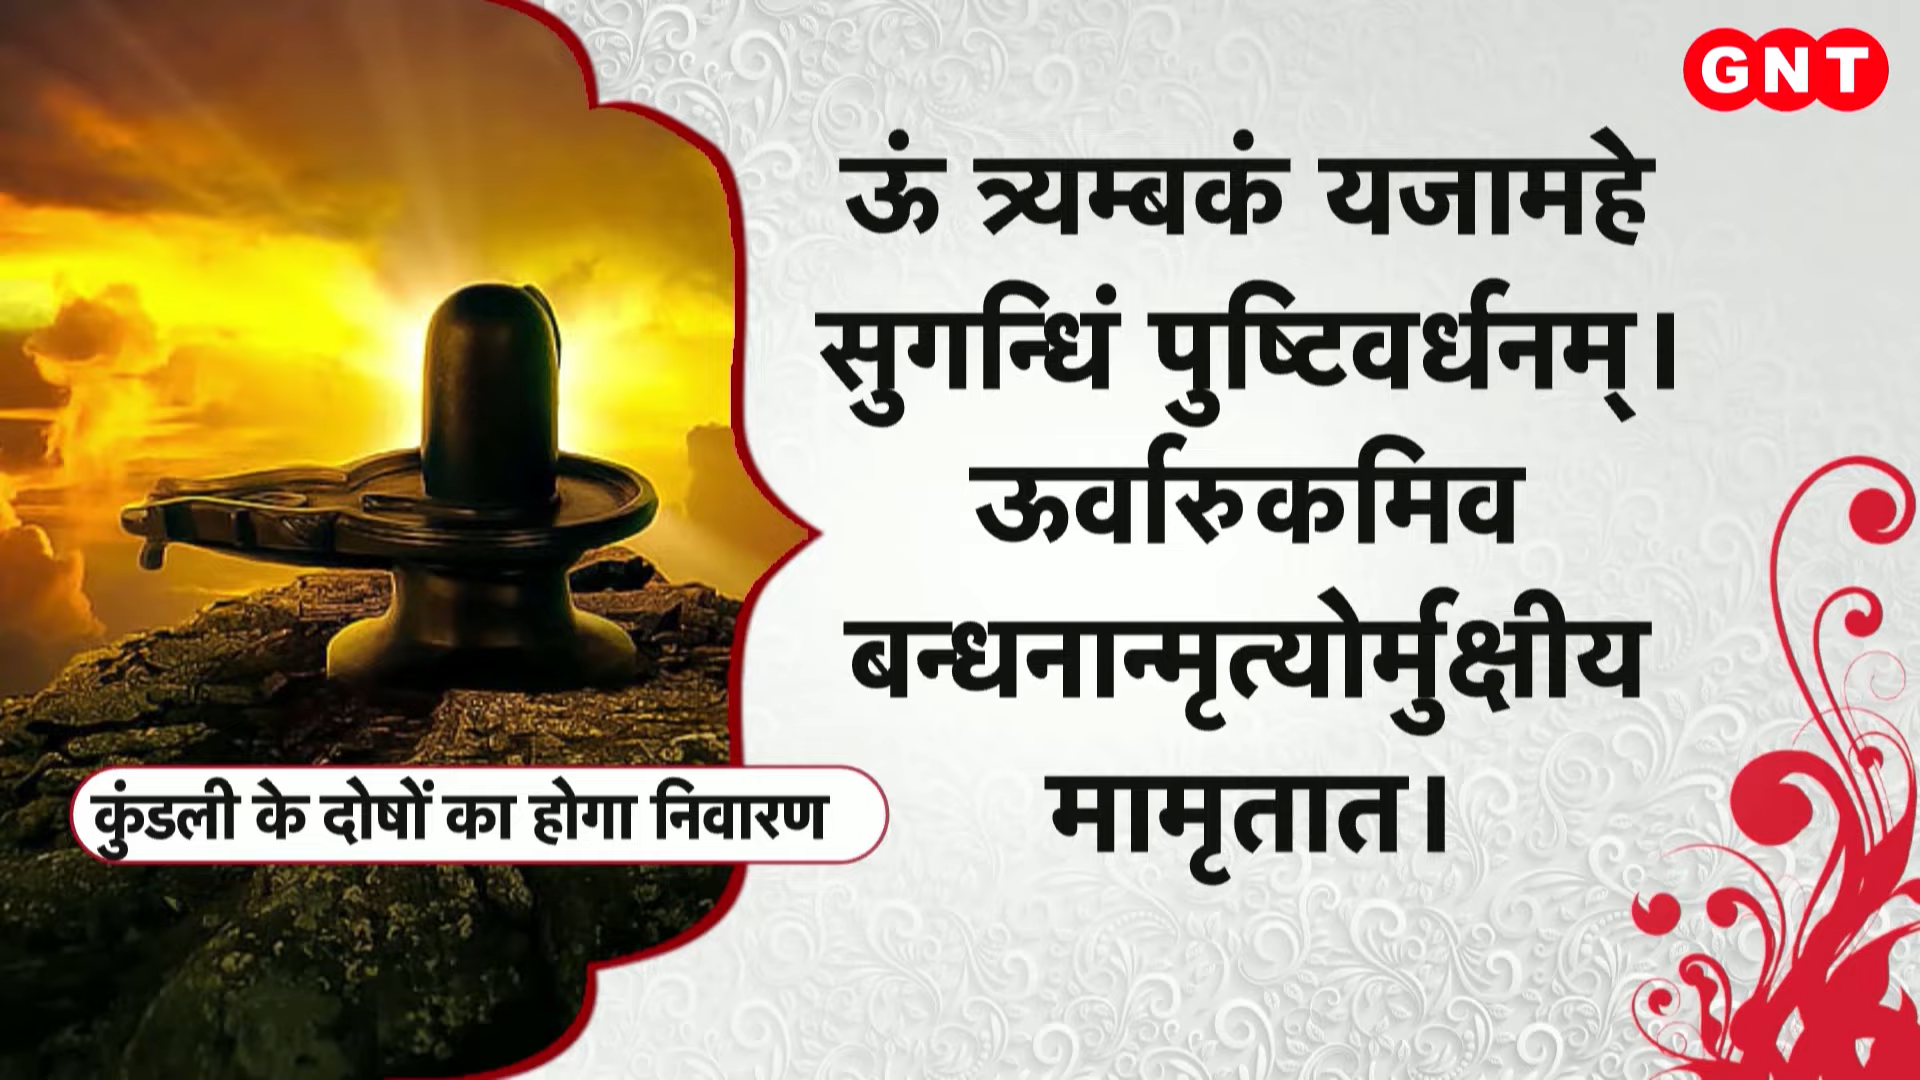 GNT
ऊं त्र्यम्बकं यजामहे
सुगन्धिं पुष्टिवर्धनम्।
ऊर्वारुकमिव
बन्धनान्मृत्योर्मुक्षीय
मामृतात।
कुंडली के दोषों का होगा निवारण